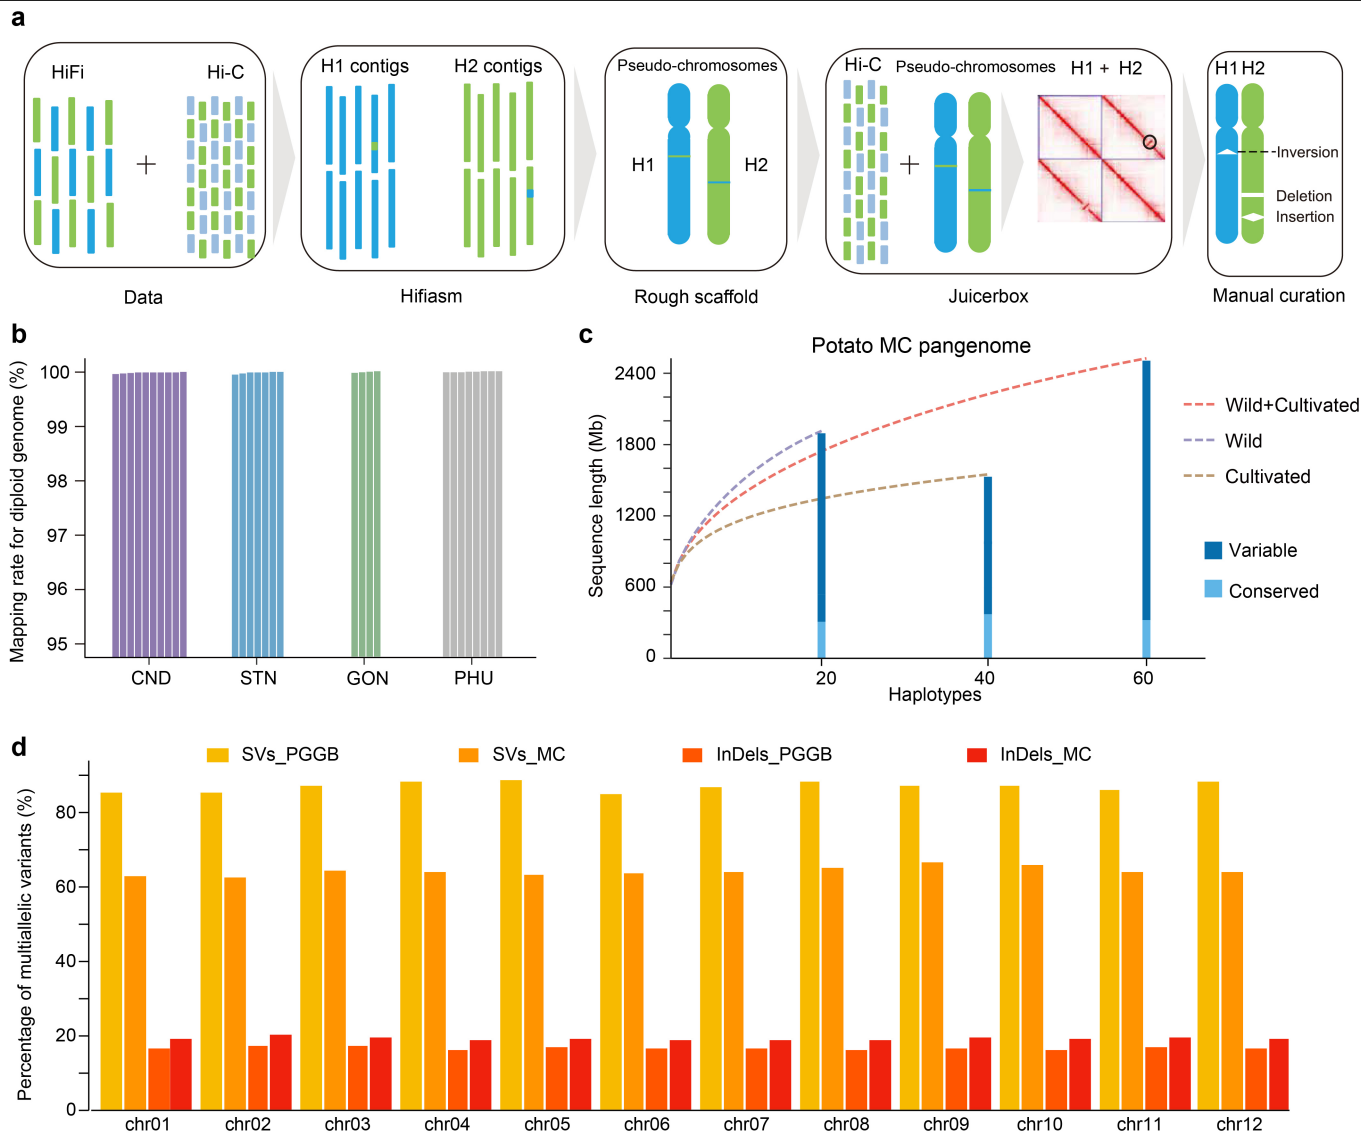 a
HiFi
Hi-C
Data
H1 contigs
H2 contigs
Hifiasm
Pseudo-chromosomes
H1
H2
Rough scaffold
Hi-C
Pseudo-chromosomes
H1 + H2
Juicerbox
H1 H2
Inversion
Deletion
Insertion
Manual curation
b
Mapping rate for diploid genome (%)
100
99
98
97
96
95
CND
STN
GON
PHU
c
Potato MC pangenome
Sequence length (Mb)
2400
1800
1200
600
0
20
40
60
Haplotypes
Wild+Cultivated
Wild
Cultivated
Variable
Conserved
d
SVs_PGGB
SVs_MC
InDels_PGGB
InDels_MC
Percentage of multiallelic variants (%)
80
60
40
20
0
chr01
chr02
chr03
chr04
chr05
chr06
chr07
chr08
chr09
chr10
chr11
chr12